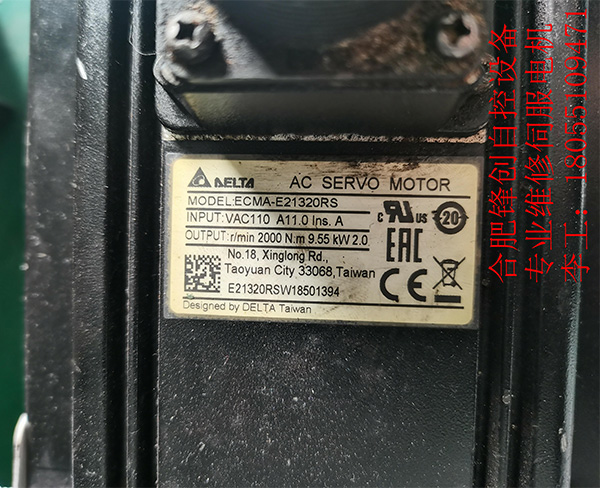 DELTA AC SERVO MOTOR
MODEL:ECMA-E21320RS
INPUT:VAC110 A11.0 Ins. A
OUTPUT:r/min 2000 N:m 9.55 kW 2.0
No.18, Xinglong Rd.,
Taoyuan City 33068,Taiwan
E21320RSW18501394
Designed by DELTA Taiwan
c UL us
20
EAC
CE
合肥锋创自控设备
专业维修伺服电机
李工：18055109471